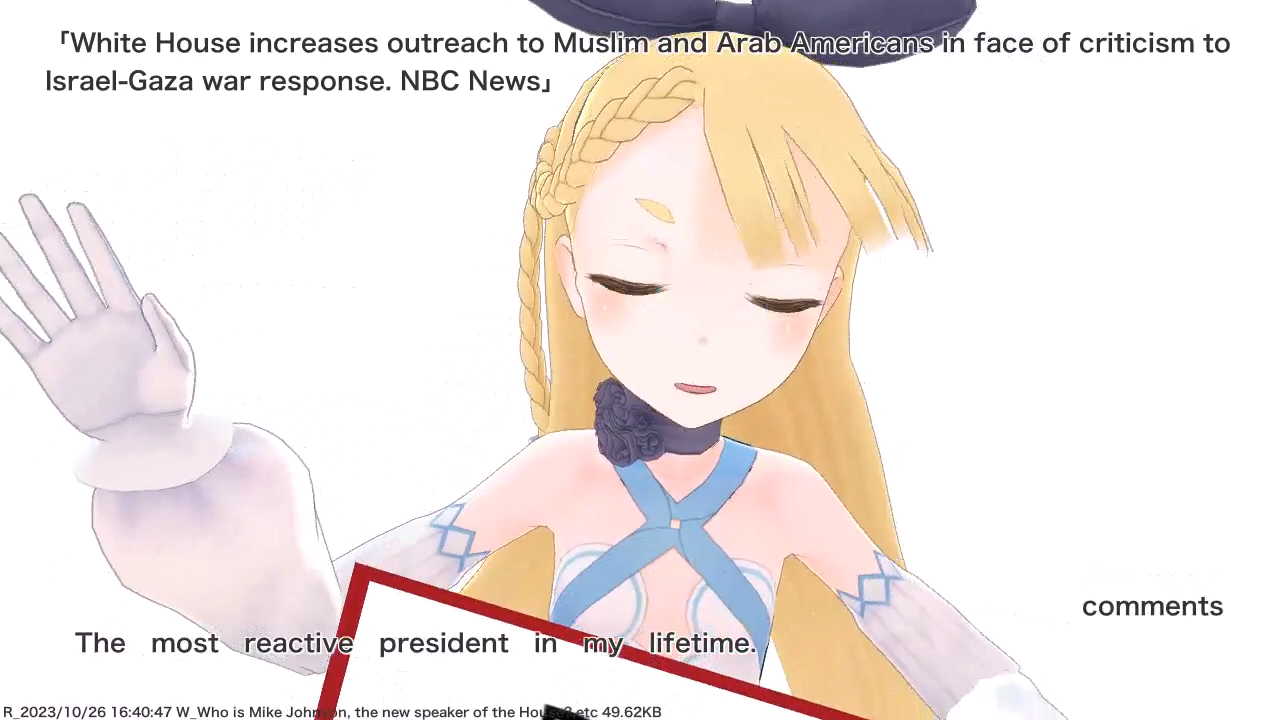 「White House increases outreach to Muslim and Arab Americans in face of criticism to
Israel-Gaza war response. NBC News」
comments
The most reactive president in my lifetime.
R_2023/10/26 16:40:47 W_Who is Mike Johnson, the new speaker of the House? etc 49.62KB